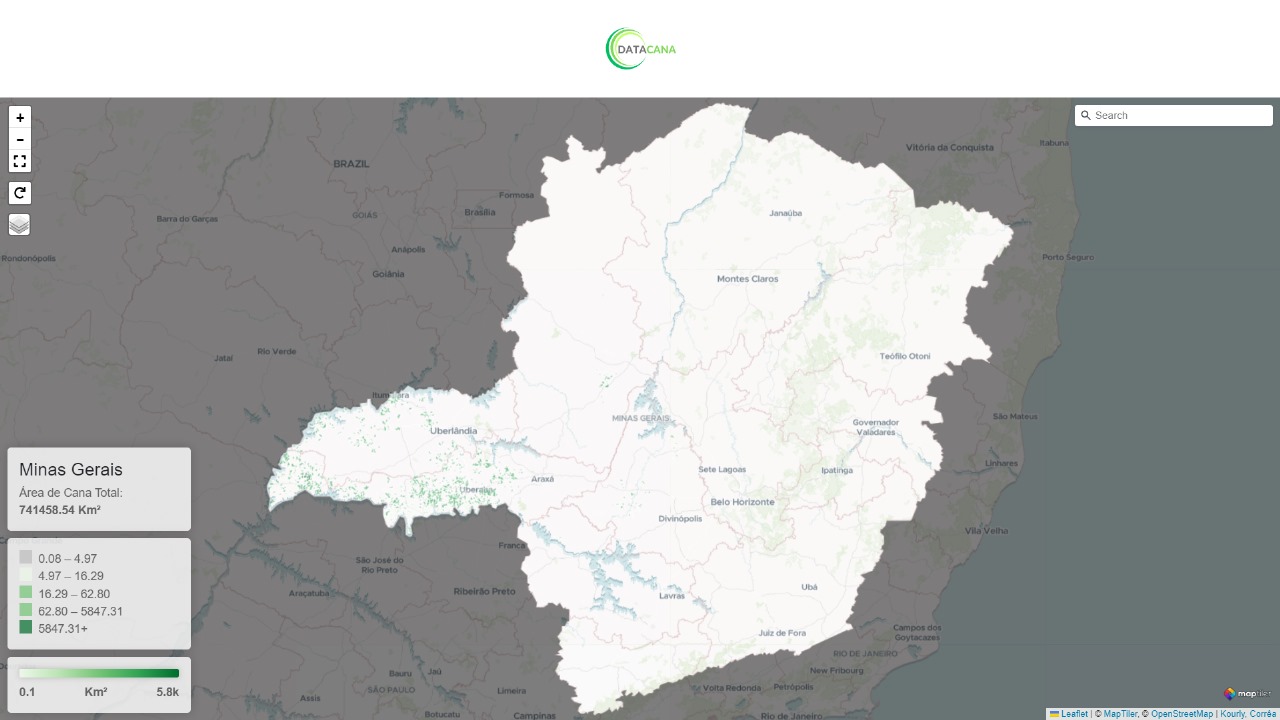 DATACANA
+
-
Search
Itabuna
Vitória da Conquista
BRAZIL
Formosa
GOIÁS
Brasília
Janaúba
Barra do Garças
Anápolis
Rondonópolis
Porto Seguro
Goiânia
Montes Claros
Jataí
Rio Verde
Teófilo Otoni
Itumbiara
São Mateus
MINAS GERAIS
Uberlândia
Governador
Valadares
Linhares
Sete Lagoas
Ipatinga
Araxá
Uberaba
Belo Horizonte
Divinópolis
Vila Velha
Franca
São José do
Rio Preto
Ubá
Araçatuba
Ribeirão Preto
Lavras
Juiz de Fora
Campos dos
Goytacazes
RIO DE JANEIRO
New Fribourg
Bauru
Jaú
SÃO PAULO
Limeira
Volta Redonda
Petrópolis
Assis
Botucatu
Campinas
Rio de Janeiro
Minas Gerais
Área de Cana Total:
741458.54 Km²
0.08 – 4.97
4.97 – 16.29
16.29 – 62.80
62.80 – 5847.31
5847.31+
0.1 Km² 5.8k
maptiler
Leaflet | © MapTiler, © OpenStreetMap | Kourly, Corrêa